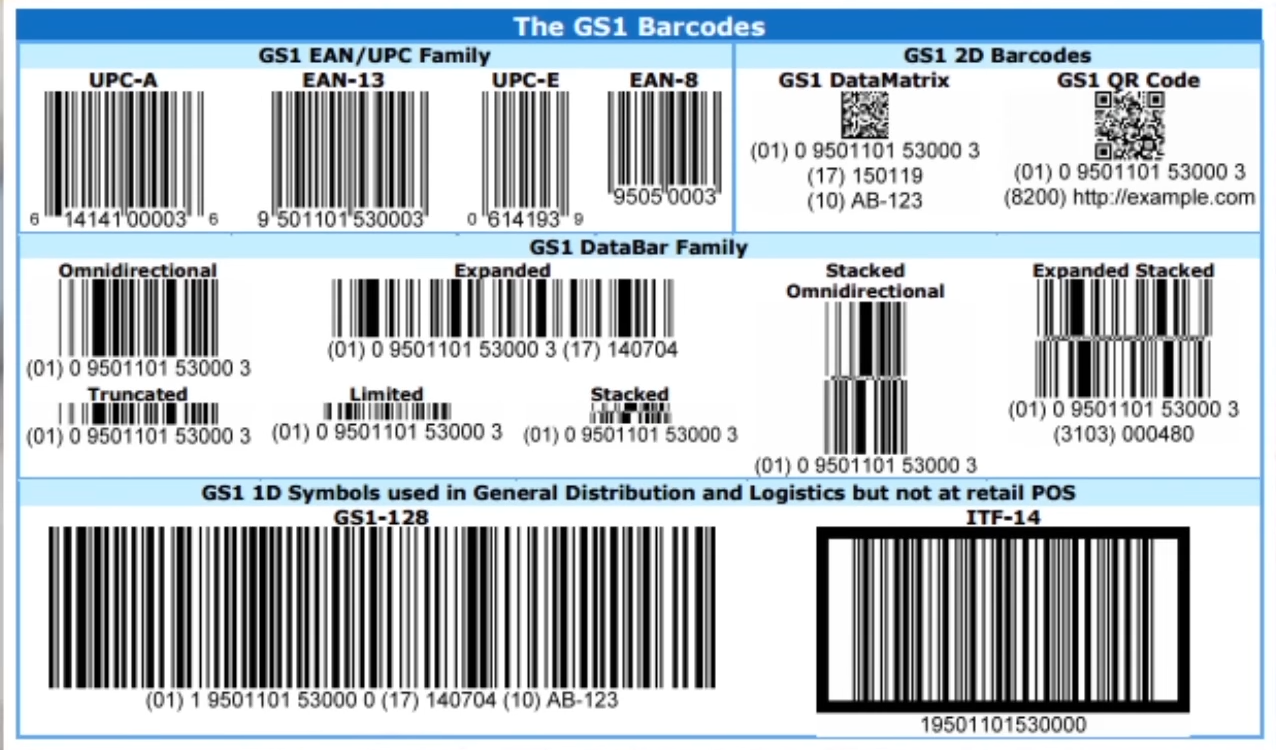 The GS1 Barcodes
GS1 EAN/UPC Family
UPC-A
EAN-13
UPC-E
EAN-8
6 14141 00003 6
9 501101 530003
0 614193 9
9505 0003
GS1 2D Barcodes
GS1 DataMatrix
(01) 0 9501101 53000 3
(17) 150119
(10) AB-123
GS1 QR Code
(01) 0 9501101 53000 3
(8200) http://example.com
GS1 DataBar Family
Omnidirectional
(01) 0 9501101 53000 3
Expanded
(01) 0 9501101 53000 3 (17) 140704
Truncated
(01) 0 9501101 53000 3
Limited
(01) 0 9501101 53000 3
Stacked
(01) 0 9501101 53000 3
Stacked
Omnidirectional
(01) 0 9501101 53000 3
Expanded Stacked
(01) 0 9501101 53000 3
(3103) 000480
GS1 1D Symbols used in General Distribution and Logistics but not at retail POS
GS1-128
(01) 1 9501101 53000 0 (17) 140704 (10) AB-123
ITF-14
19501101530000